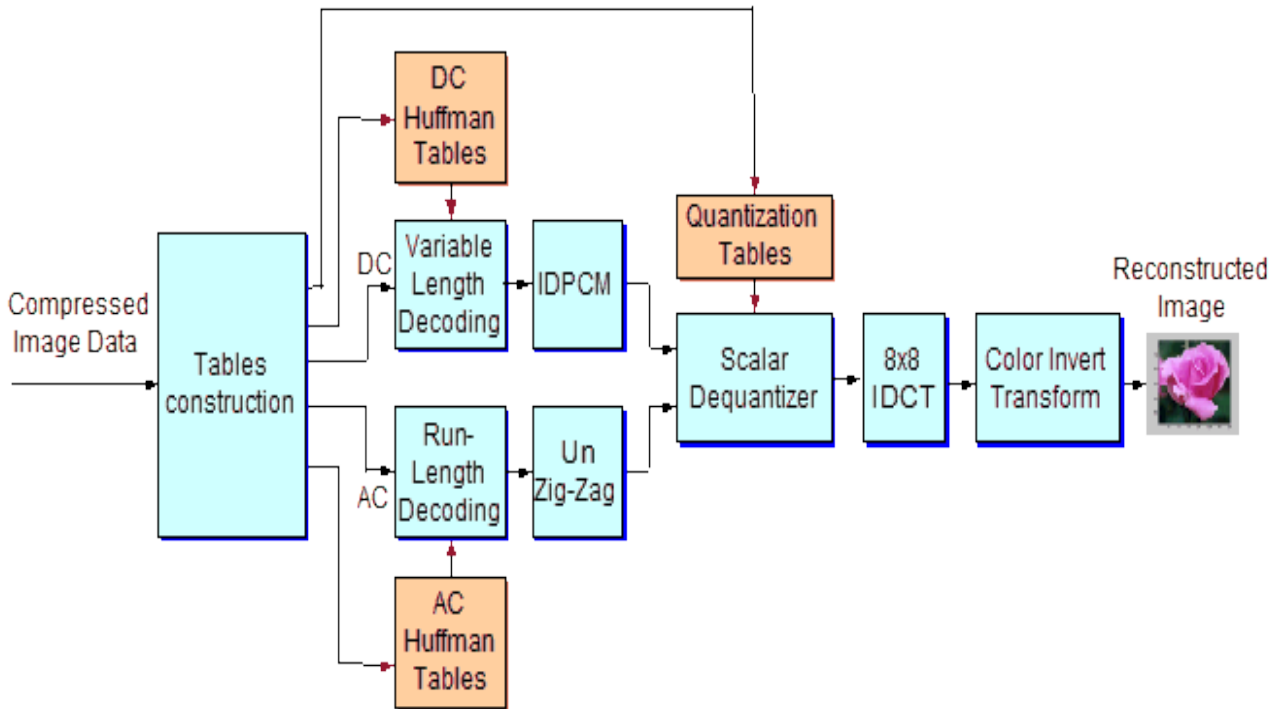 Compressed
Image Data
Tables
construction
DC
Huffman
Tables
DC
Variable
Length
Decoding
IDPCM
AC
Run-
Length
Decoding
Un
Zig-Zag
AC
Huffman
Tables
Quantization
Tables
Scalar
Dequantizer
8x8
IDCT
Color Invert
Transform
Reconstructed
Image